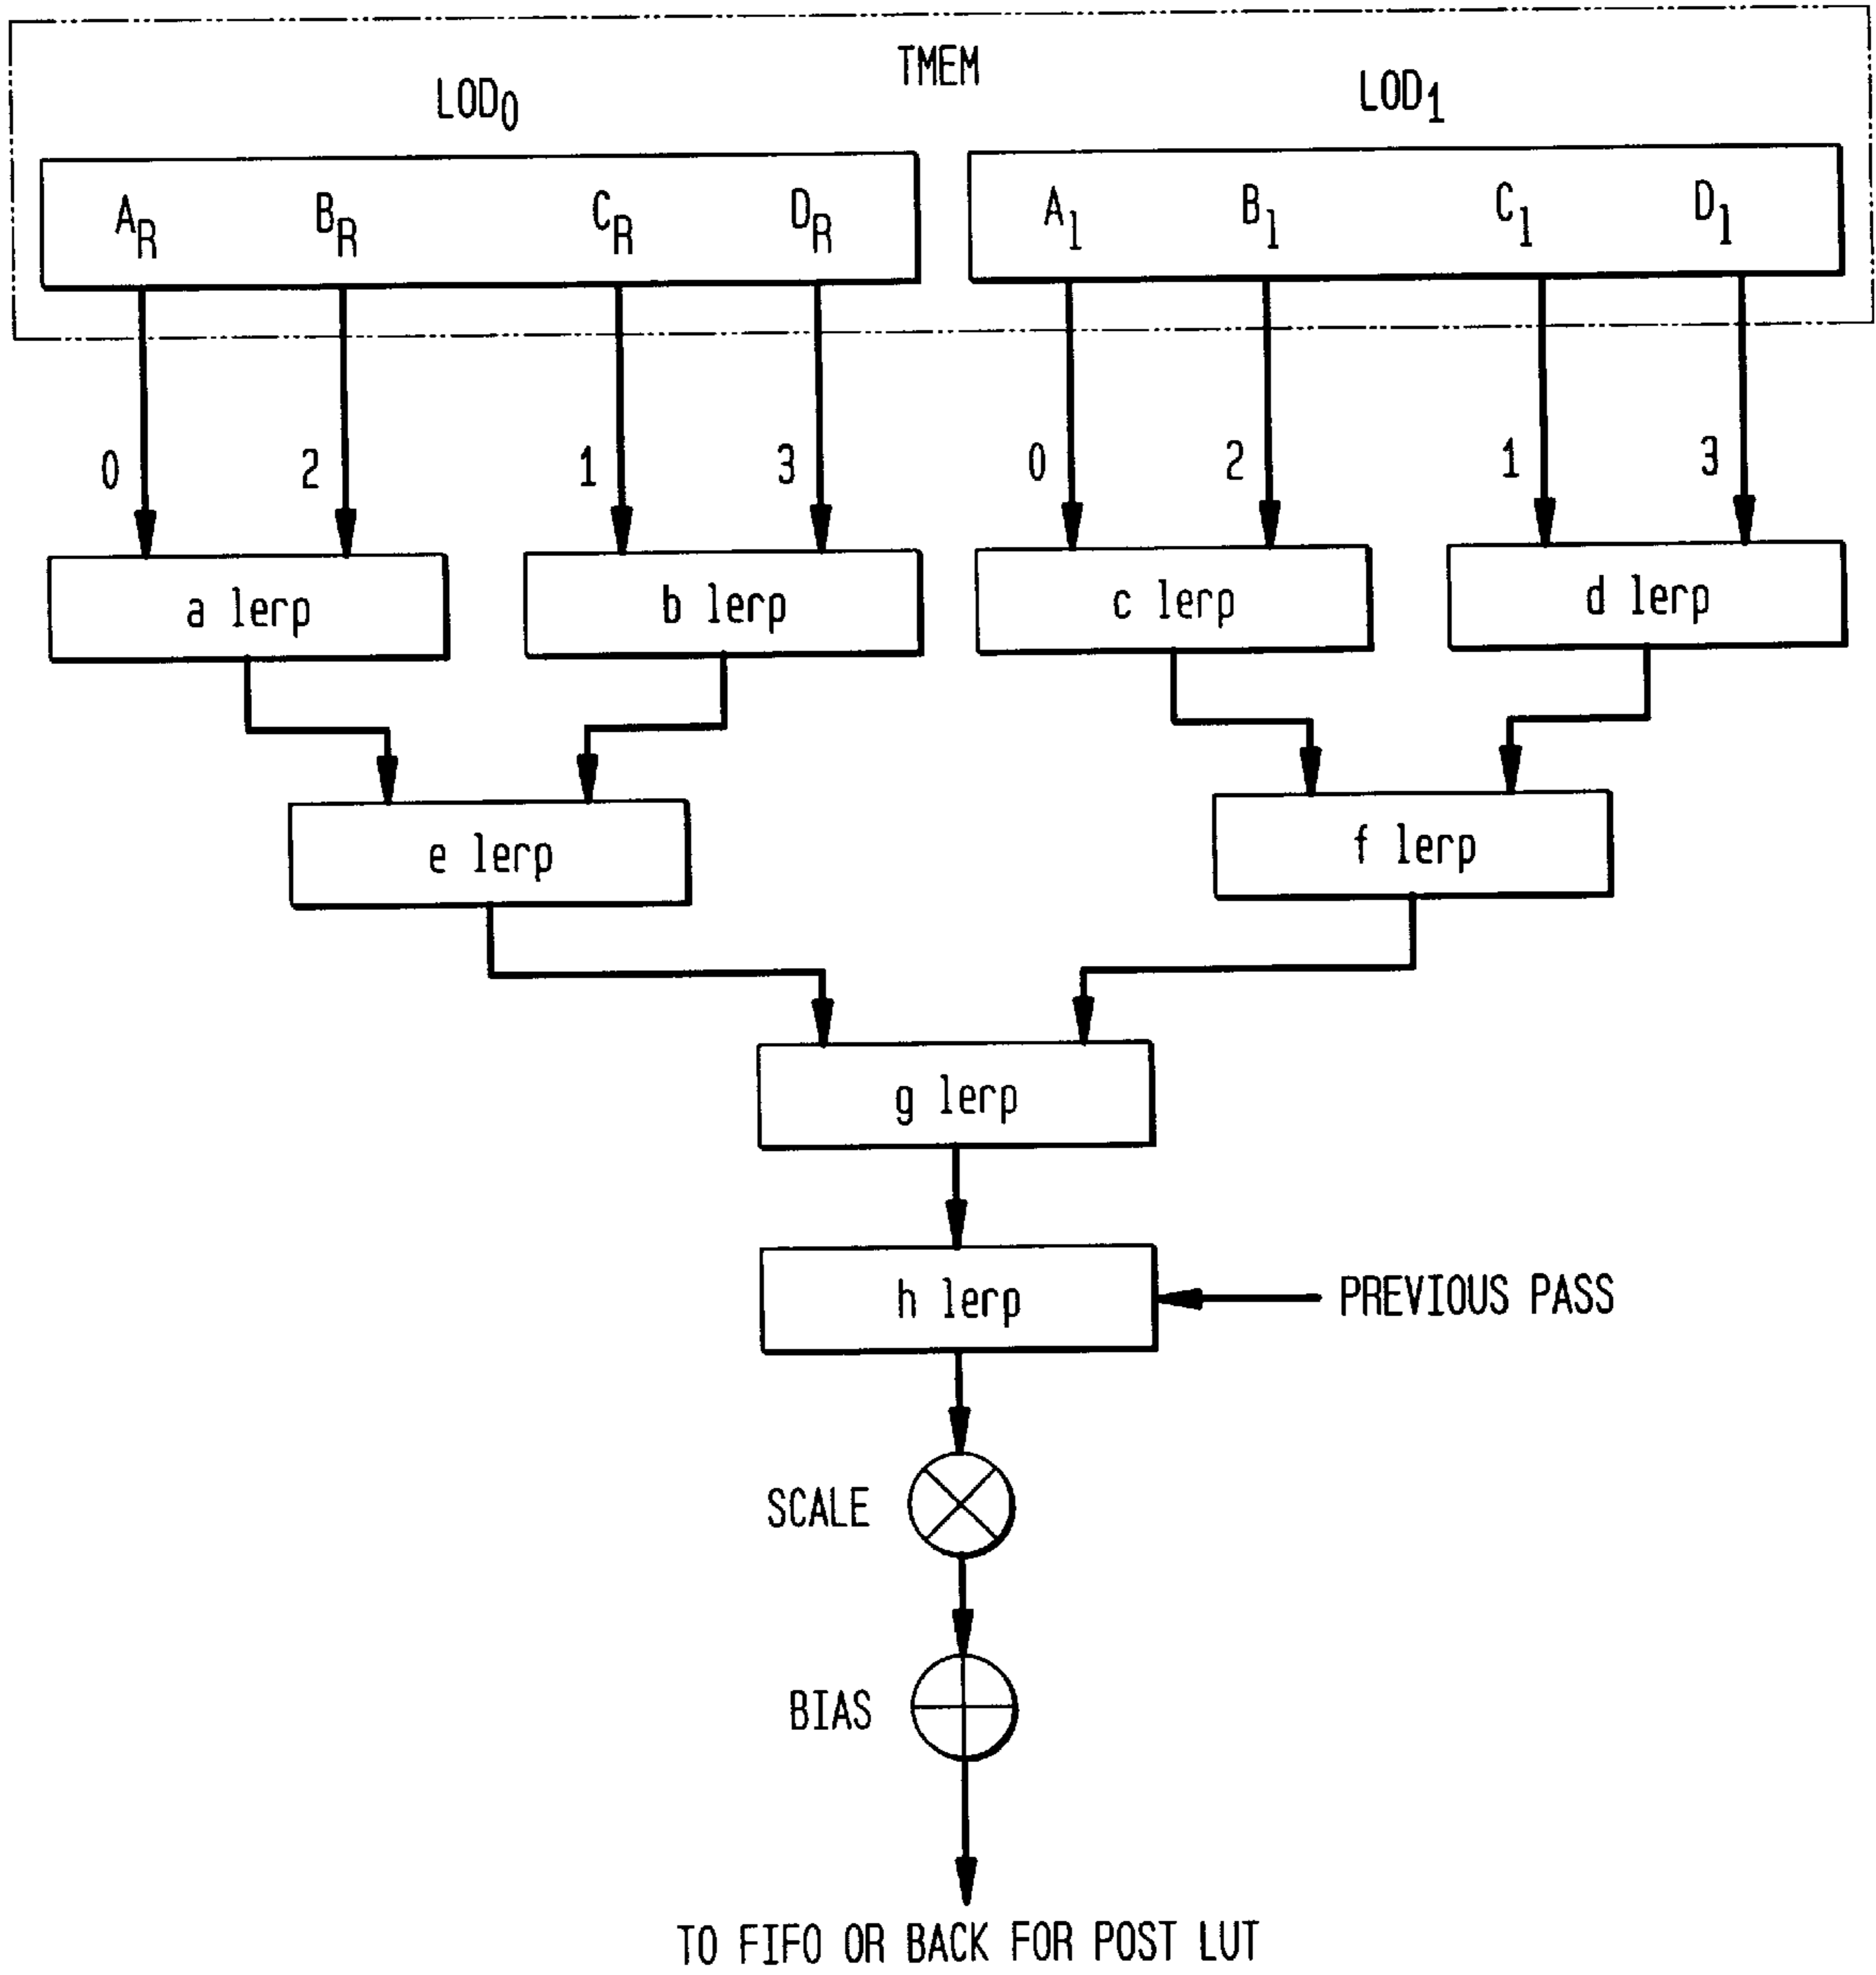 TMEM
LOD0 LOD1
AR BR CR DR A1 B1 C1 D1
0 2 1 3 0 2 1 3
a lerp b lerp c lerp d lerp
e lerp f lerp
g lerp
h lerp PREVIOUS PASS
SCALE
BIAS
TO FIFO OR BACK FOR POST LUT